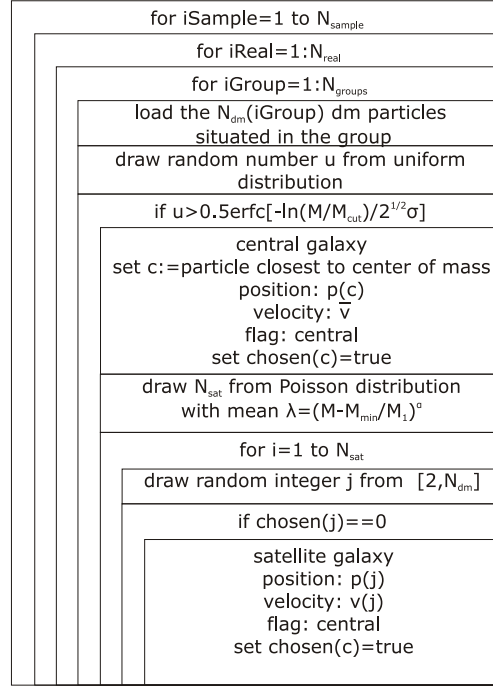 for iSample=1 to N_sample
for iReal=1:N_real
for iGroup=1:N_groups
load the N_dm(iGroup) dm particles
situated in the group
draw random number u from uniform
distribution
if u>0.5erfc[-ln(M/M_cut)/2^1/2σ]
central galaxy
set c:=particle closest to center of mass
position: p(c)
velocity: v̅
flag: central
set chosen(c)=true
draw N_sat from Poisson distribution
with mean λ=(M-M_min/M_1)^α
for i=1 to N_sat
draw random integer j from [2,N_dm]
if chosen(j)==0
satellite galaxy
position: p(j)
velocity: v(j)
flag: central
set chosen(c)=true